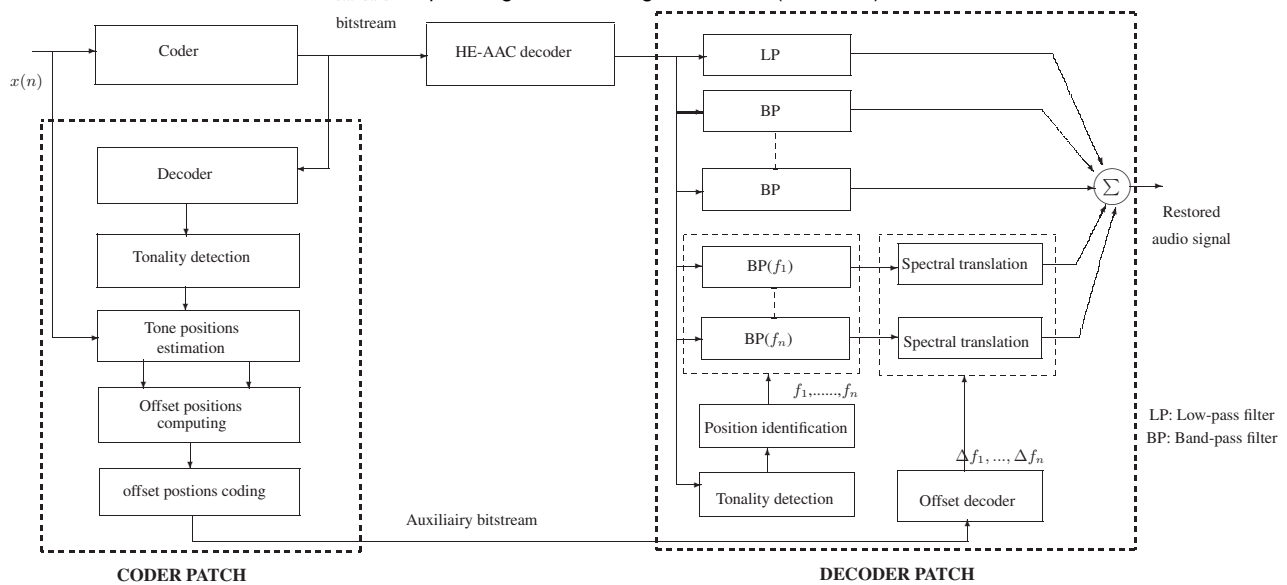 bitstream
Coder
HE-AAC decoder
LP
x(n)
BP
Decoder
BP
Σ
Restored
audio signal
Tonality detection
BP(f₁)
Spectral translation
Tone positions
estimation
BP(fₙ)
Spectral translation
f₁,......,fₙ
Offset positions
computing
Position identification
LP: Low-pass filter
BP: Band-pass filter
Δf₁, ..., Δfₙ
offset postions coding
Tonality detection
Offset decoder
Auxiliairy bitstream
CODER PATCH
DECODER PATCH